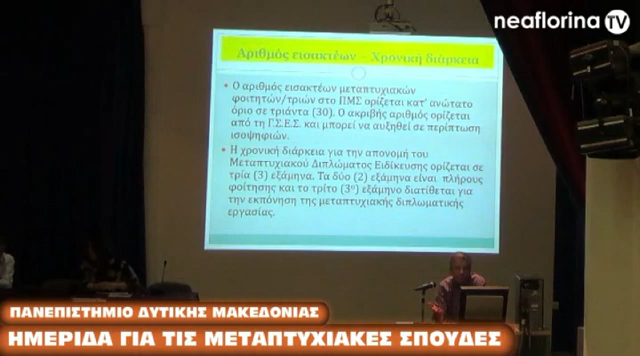 neaflorina TV
Αριθμός εισακτέων – Χρονική διάρκεια
• Ο αριθμός εισακτέων μεταπτυχιακών
φοιτητών/τριών στο ΠΜΣ ορίζεται κατ' ανώτατο
όριο σε τριάντα (30). Ο ακριβής αριθμός ορίζεται
από τη Γ.Σ.Ε.Σ. και μπορεί να αυξηθεί σε περίπτωση
ισοψηφιών.
• Η χρονική διάρκεια για την απονομή του
Μεταπτυχιακού Διπλώματος Ειδίκευσης ορίζεται σε
τρία (3) εξάμηνα. Τα δύο (2) εξάμηνα είναι πλήρους
φοίτησης και το τρίτο (3ο) εξάμηνο διατίθεται για
την εκπόνηση της μεταπτυχιακής διπλωματικής
εργασίας.
ΠΑΝΕΠΙΣΤΗΜΙΟ ΔΥΤΙΚΗΣ ΜΑΚΕΔΟΝΙΑΣ
ΗΜΕΡΙΔΑ ΓΙΑ ΤΙΣ ΜΕΤΑΠΤΥΧΙΑΚΕΣ ΣΠΟΥΔΕΣ